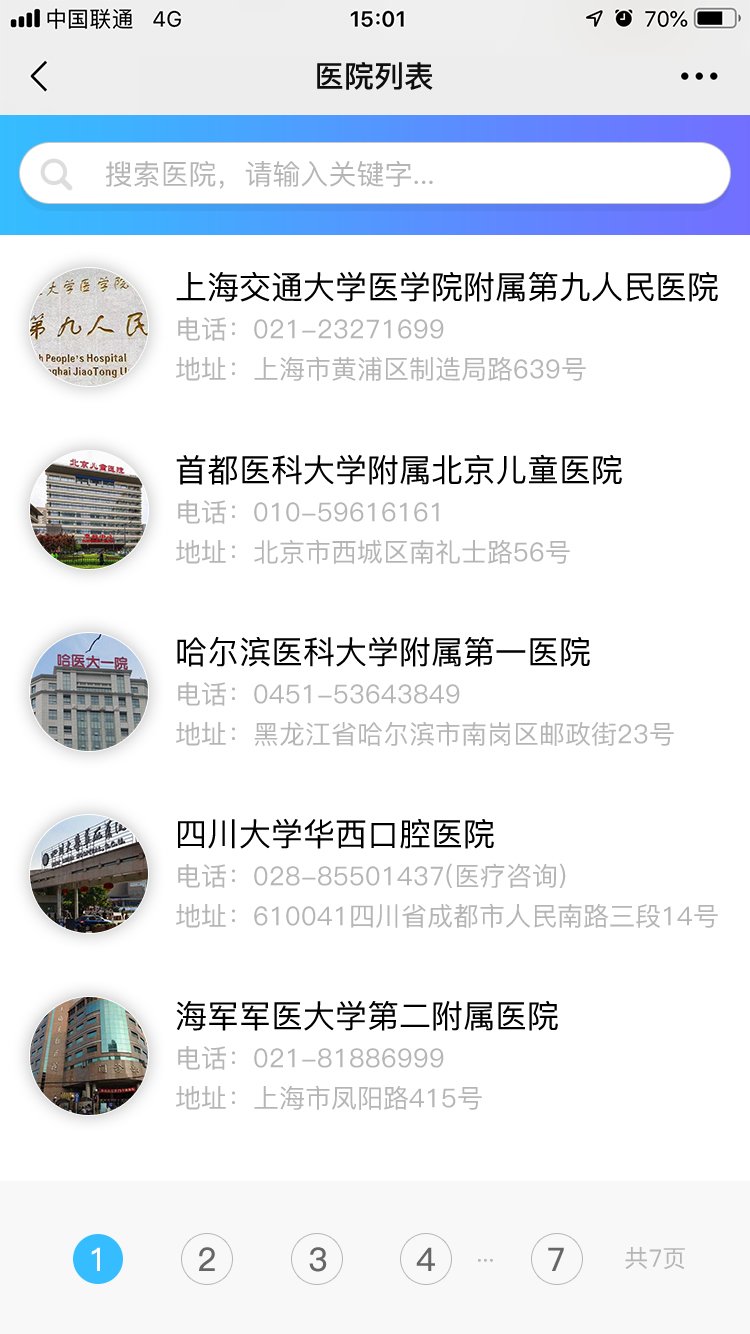 中国联通 4G 15:01 70%
医院列表
搜索医院，请输入关键字...
大学医学院
第九人民
h People's Hospital
nghai JiaoTong U
上海交通大学医学院附属第九人民医院
电话：021-23271699
地址：上海市黄浦区制造局路639号
北京儿童医院
首都医科大学附属北京儿童医院
电话：010-59616161
地址：北京市西城区南礼士路56号
哈医大一院
哈尔滨医科大学附属第一医院
电话：0451-53643849
地址：黑龙江省哈尔滨市南岗区邮政街23号
四川大学华西口腔医院
电话：028-85501437(医疗咨询)
地址：610041四川省成都市人民南路三段14号
海军军医大学第二附属医院
电话：021-81886999
地址：上海市凤阳路415号
1 2 3 4 ... 7 共7页